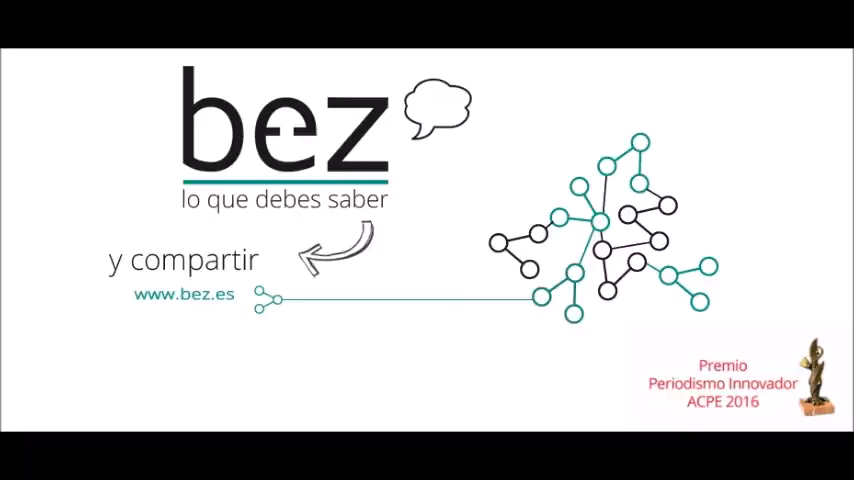 bez
lo que debes saber
y compartir
www.bez.es
Premio
Periodismo Innovador
ACPE 2016